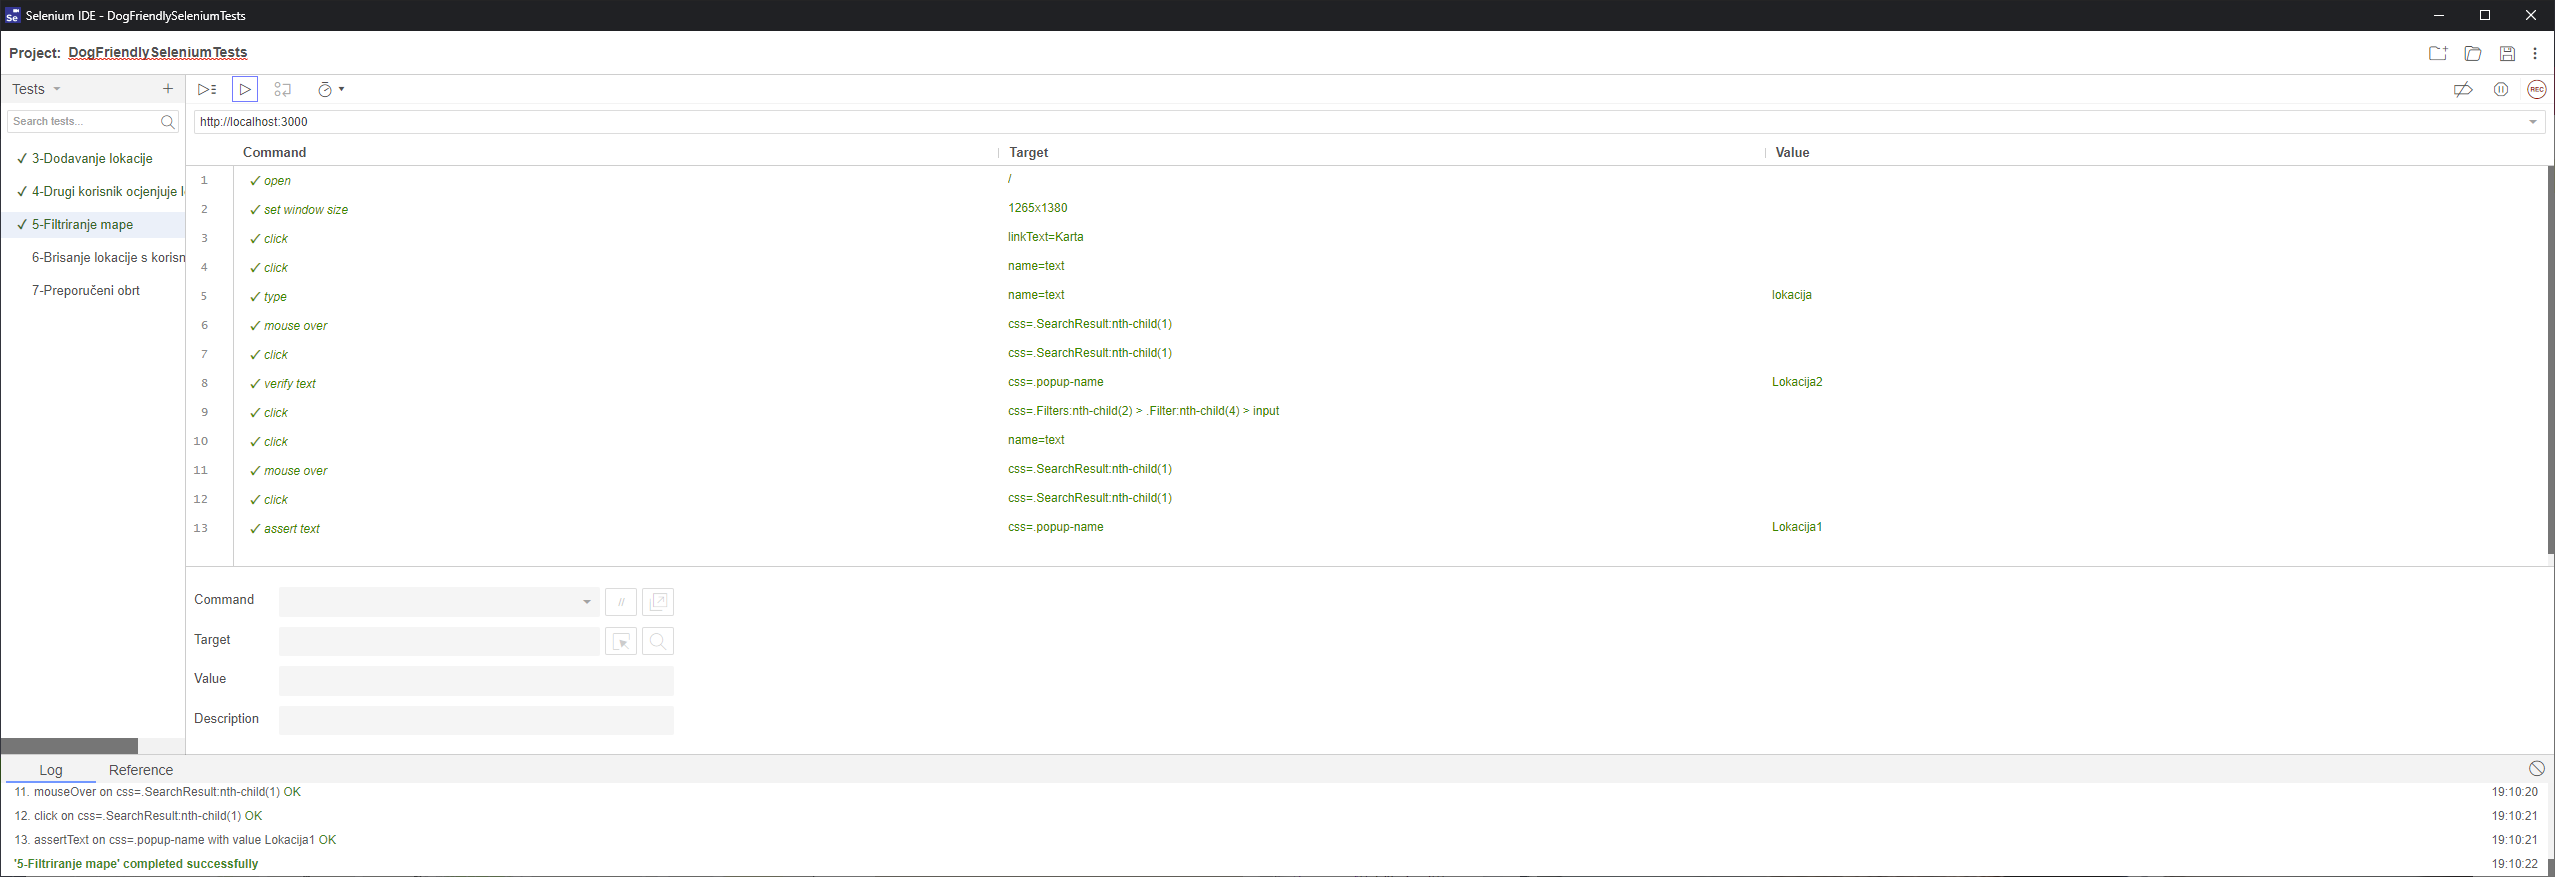 Selenium IDE - DogFriendlySeleniumTests
Project: DogFriendlySeleniumTests
Tests
Search tests...
http://localhost:3000
REC
3-Dodavanje lokacije
4-Drugi korisnik ocjenjuje l
5-Filtriranje mape
6-Brisanje lokacije s korisn
7-Preporučeni obrt
Command Target Value
1 open /
2 set window size 1265x1380
3 click linkText=Karta
4 click name=text
5 type name=text lokacija
6 mouse over css=.SearchResult:nth-child(1)
7 click css=.SearchResult:nth-child(1)
8 verify text css=.popup-name Lokacija2
9 click css=.Filters:nth-child(2) > .Filter:nth-child(4) > input
10 click name=text
11 mouse over css=.SearchResult:nth-child(1)
12 click css=.SearchResult:nth-child(1)
13 assert text css=.popup-name Lokacija1
Command //
Target
Value
Description
Log Reference
11. mouseOver on css=.SearchResult:nth-child(1) OK 19:10:20
12. click on css=.SearchResult:nth-child(1) OK 19:10:21
13. assertText on css=.popup-name with value Lokacija1 OK 19:10:21
'5-Filtriranje mape' completed successfully 19:10:22